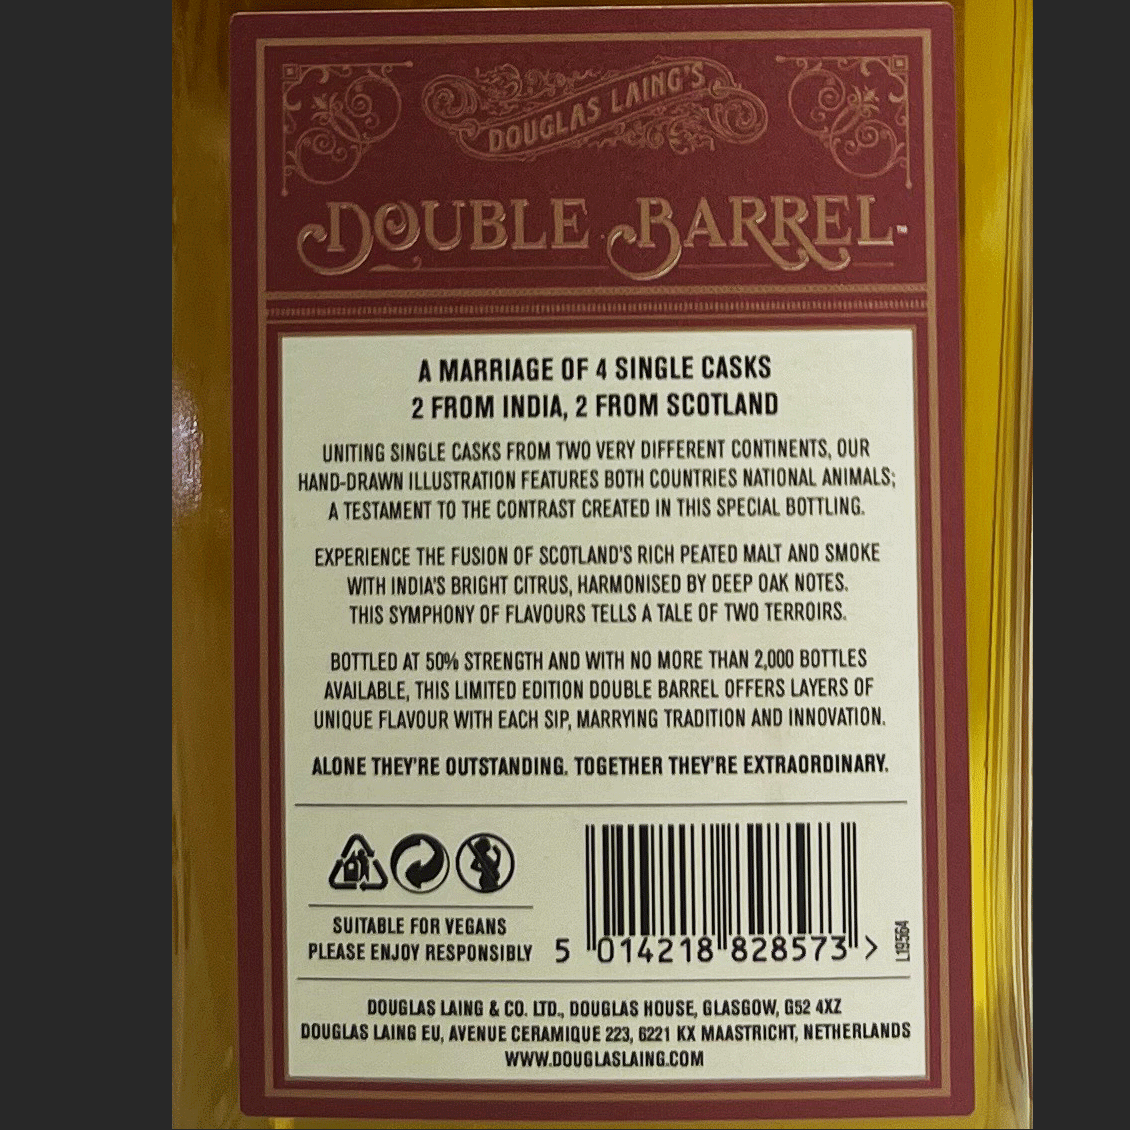 DOUGLAS LAING'S
DOUBLE BARREL™
A MARRIAGE OF 4 SINGLE CASKS
2 FROM INDIA, 2 FROM SCOTLAND
UNITING SINGLE CASKS FROM TWO VERY DIFFERENT CONTINENTS, OUR
HAND-DRAWN ILLUSTRATION FEATURES BOTH COUNTRIES NATIONAL ANIMALS;
A TESTAMENT TO THE CONTRAST CREATED IN THIS SPECIAL BOTTLING.
EXPERIENCE THE FUSION OF SCOTLAND'S RICH PEATED MALT AND SMOKE
WITH INDIA'S BRIGHT CITRUS, HARMONISED BY DEEP OAK NOTES.
THIS SYMPHONY OF FLAVOURS TELLS A TALE OF TWO TERROIRS.
BOTTLED AT 50% STRENGTH AND WITH NO MORE THAN 2,000 BOTTLES
AVAILABLE, THIS LIMITED EDITION DOUBLE BARREL OFFERS LAYERS OF
UNIQUE FLAVOUR WITH EACH SIP, MARRYING TRADITION AND INNOVATION.
ALONE THEY'RE OUTSTANDING. TOGETHER THEY'RE EXTRAORDINARY.
SUITABLE FOR VEGANS
PLEASE ENJOY RESPONSIBLY
5 014218 828573 >
L19564
DOUGLAS LAING & CO. LTD., DOUGLAS HOUSE, GLASGOW, G52 4XZ
DOUGLAS LAING EU, AVENUE CERAMIQUE 223, 6221 KX MAASTRICHT, NETHERLANDS
WWW.DOUGLASLAING.COM